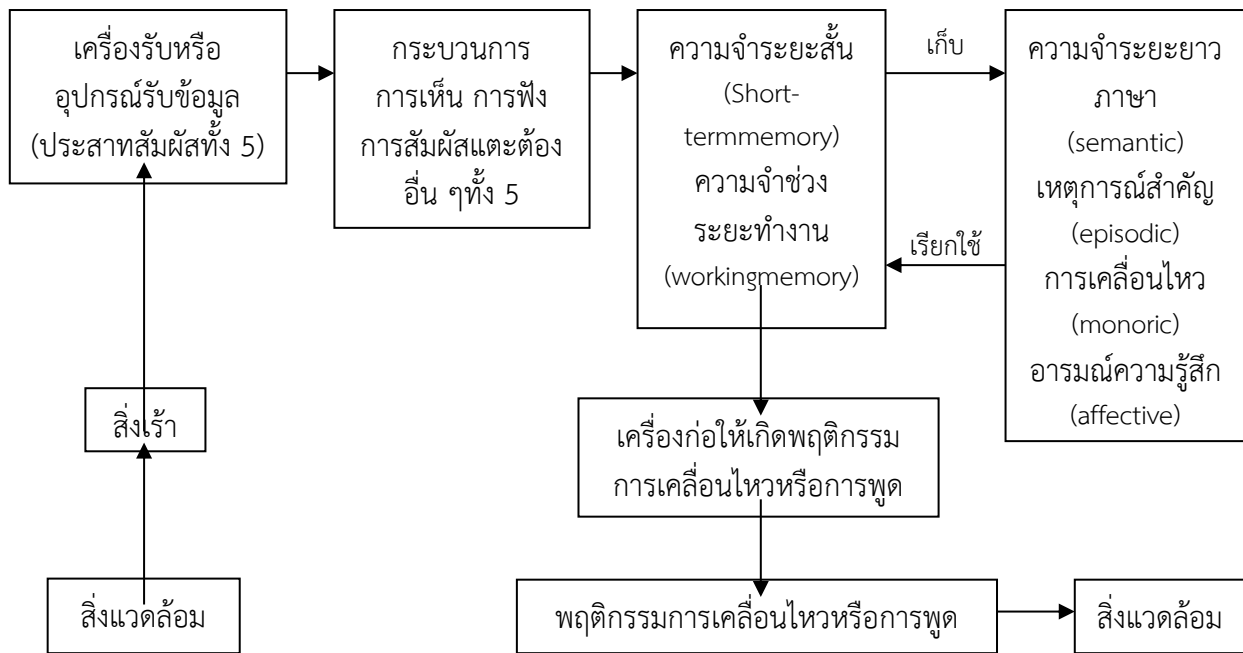 เครื่องรับหรือ
อุปกรณ์รับข้อมูล
(ประสาทสัมผัสทั้ง 5)
กระบวนการ
การเห็น การฟัง
การสัมผัสแตะต้อง
อื่น ๆทั้ง 5
ความจำระยะสั้น
(Short-
termmemory)
ความจำช่วง
ระยะทำงาน
(workingmemory)
เก็บ
เรียกใช้
ความจำระยะยาว
ภาษา
(semantic)
เหตุการณ์สำคัญ
(episodic)
การเคลื่อนไหว
(monoric)
อารมณ์ความรู้สึก
(affective)
สิ่งเร้า
เครื่องก่อให้เกิดพฤติกรรม
การเคลื่อนไหวหรือการพูด
สิ่งแวดล้อม
พฤติกรรมการเคลื่อนไหวหรือการพูด
สิ่งแวดล้อม